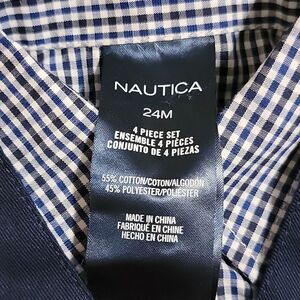 NAUTICA
24M
4 PIECE SET
ENSEMBLE 4 PIÈCES
CONJUNTO DE 4 PIEZAS
55% COTTON/COTON/ALGODÓN
45% POLYESTER/POLIÉSTER
MADE IN CHINA
FABRIQUÉ EN CHINE
HECHO EN CHINA